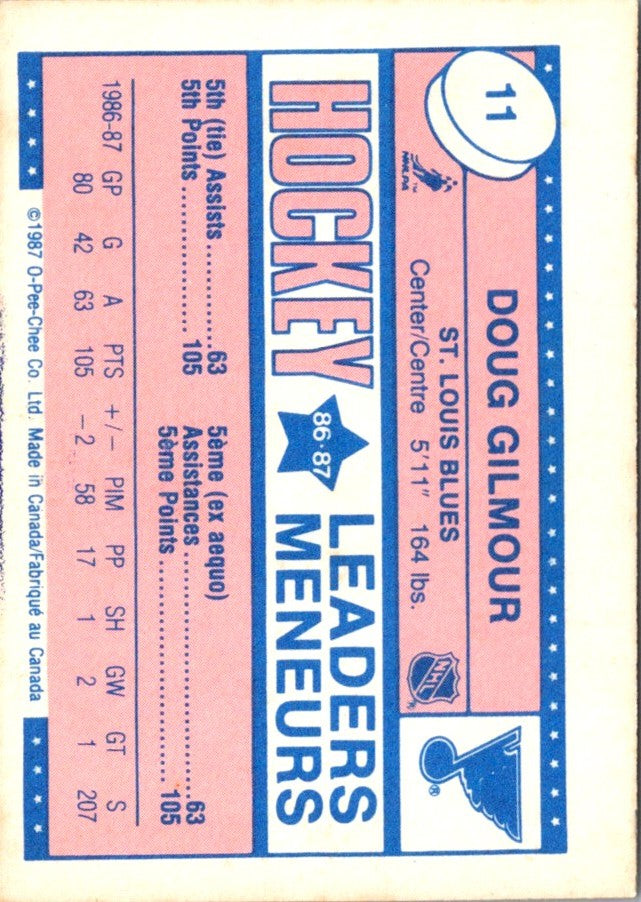 11
DOUG GILMOUR
ST. LOUIS BLUES
Center/Centre 5'11" 164 lbs.
NHLPA™
NHL
®
HOCKEY
86·87
LEADERS
MENEURS
5th (tie) Assists...........63
5th Points................105
5ème (ex aequo)
Assistances.......................63
5ème Points........................105
1986-87 GP G A PTS +/− PIM PP SH GW GT S
80 42 63 105 −2 58 17 1 2 1 207
©1987 O-Pee-Chee Co. Ltd. Made in Canada/Fabriqué au Canada